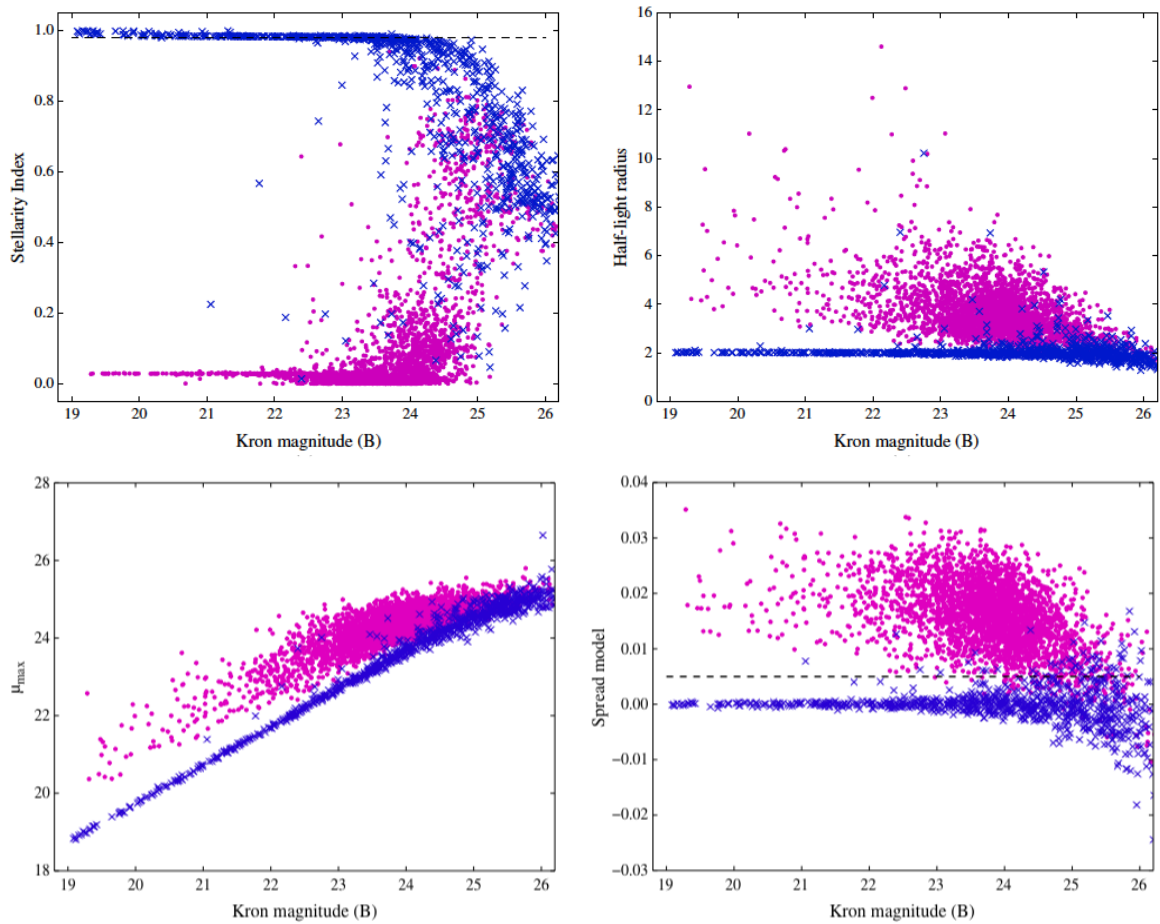 1.0
0.8
0.6
0.4
0.2
0.0
Stellarity Index
19 20 21 22 23 24 25 26
Kron magnitude (B)
16
14
12
10
8
6
4
2
0
Half-light radius
19 20 21 22 23 24 25 26
Kron magnitude (B)
28
26
24
22
20
18
μmax
19 20 21 22 23 24 25 26
Kron magnitude (B)
0.04
0.03
0.02
0.01
0.00
−0.01
−0.02
−0.03
Spread model
19 20 21 22 23 24 25 26
Kron magnitude (B)